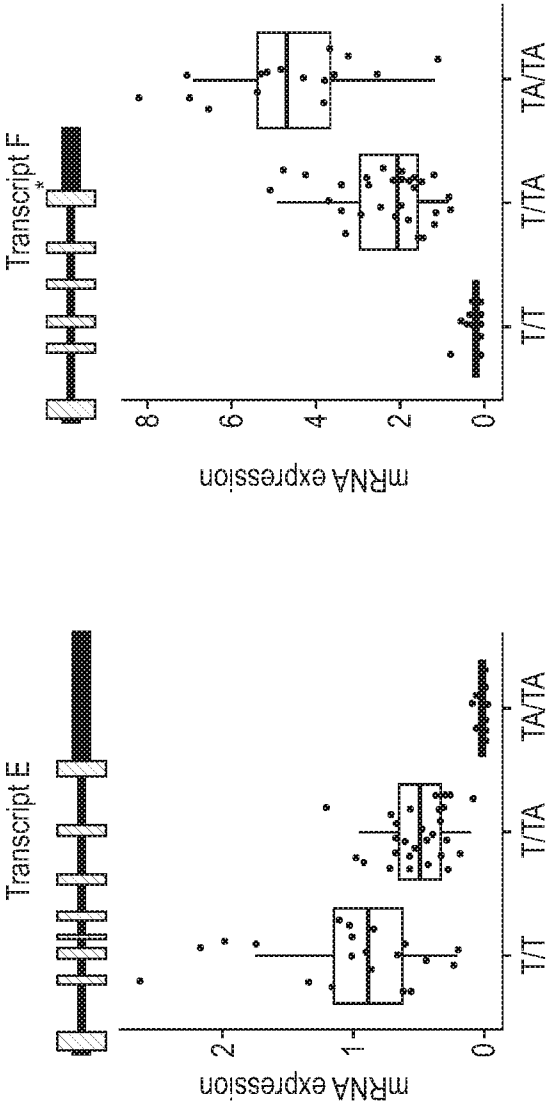 Transcript E
mRNA expression
2
1
0
T/T
T/TA
TA/TA
Transcript F
*
mRNA expression
8
6
4
2
0
T/T
T/TA
TA/TA